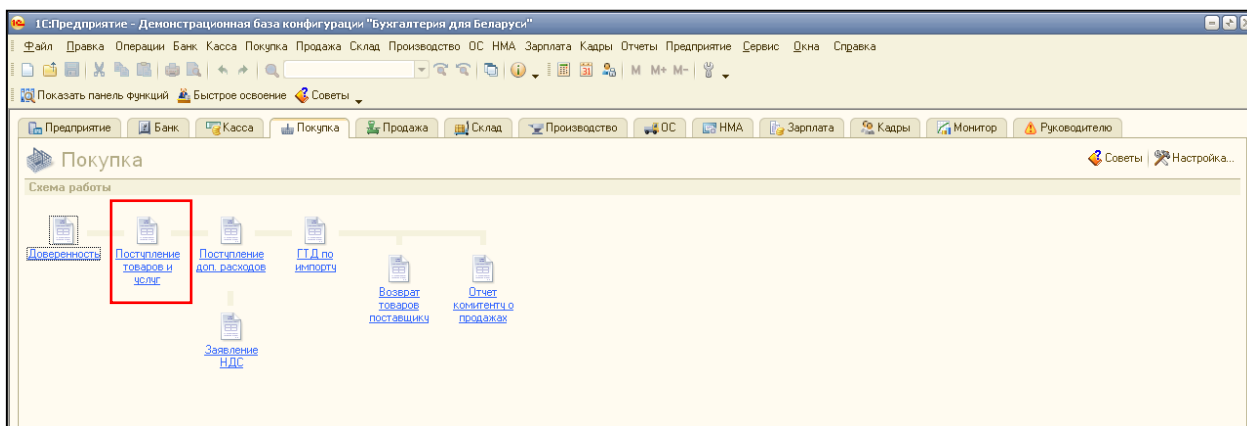 1С:Предприятие - Демонстрационная база конфигурации "Бухгалтерия для Беларуси"
Файл Правка Операции Банк Касса Покупка Продажа Склад Производство ОС НМА Зарплата Кадры Отчеты Предприятие Сервис Окна Справка
31 M M+ M-
Показать панель функций Быстрое освоение Советы
Предприятие Банк Касса Покупка Продажа Склад Производство ОС НМА Зарплата Кадры Монитор Руководителю
Покупка Советы Настройка...
Схема работы
Доверенность
Поступление
товаров и
услуг
Поступление
доп. расходов
ГТД по
импорту
Возврат
товаров
поставщику
Отчет
комитенту о
продажах
Заявление
НДС